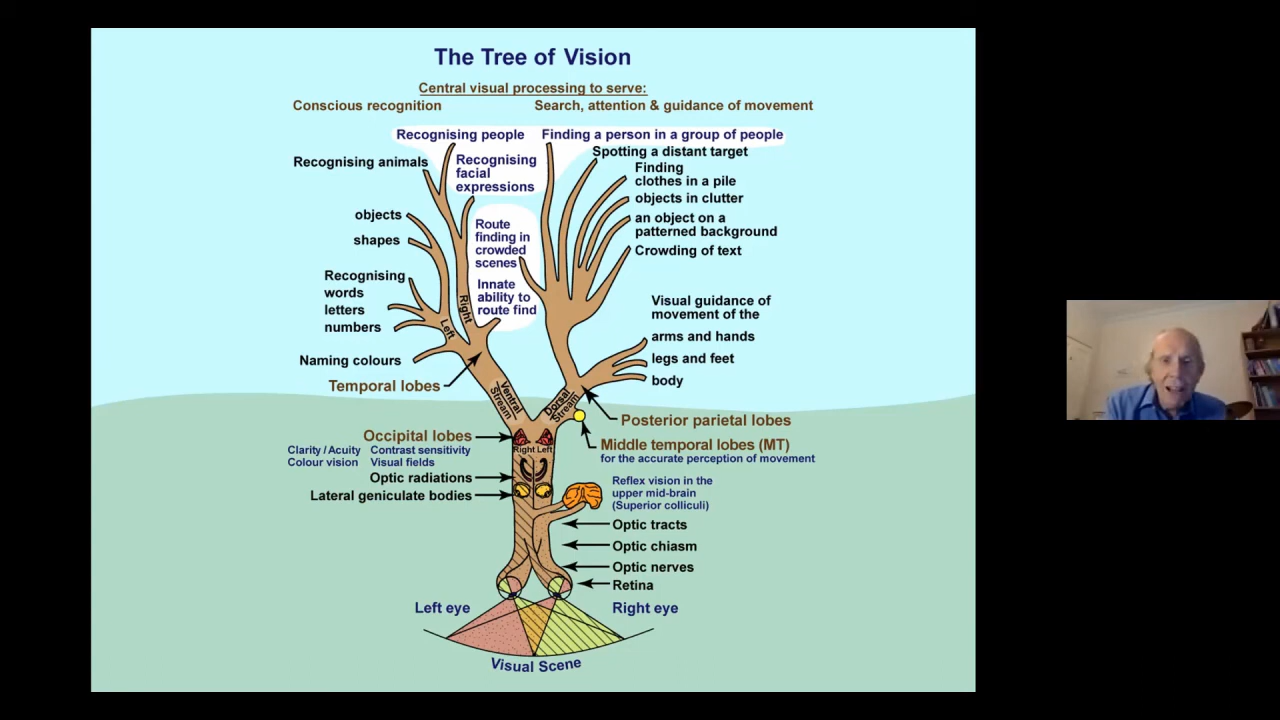 The Tree of Vision
Central visual processing to serve:
Conscious recognition
Search, attention & guidance of movement
Recognising people
Finding a person in a group of people
Recognising animals
Recognising
facial
expressions
Spotting a distant target
Finding
clothes in a pile
objects in clutter
an object on a
patterned background
Crowding of text
objects
shapes
Route
finding in
crowded
scenes
Innate
ability to
route find
Recognising
words
letters
numbers
Naming colours
Left
Right
Visual guidance of
movement of the
arms and hands
legs and feet
body
Temporal lobes
Ventral
Stream
Dorsal
Stream
Posterior parietal lobes
Occipital lobes
Clarity / Acuity
Contrast sensitivity
Colour vision
Visual fields
Right Left
Middle temporal lobes (MT)
for the accurate perception of movement
Optic radiations
Lateral geniculate bodies
Reflex vision in the
upper mid-brain
(Superior colliculi)
Optic tracts
Optic chiasm
Optic nerves
Retina
Left eye
Right eye
Visual Scene